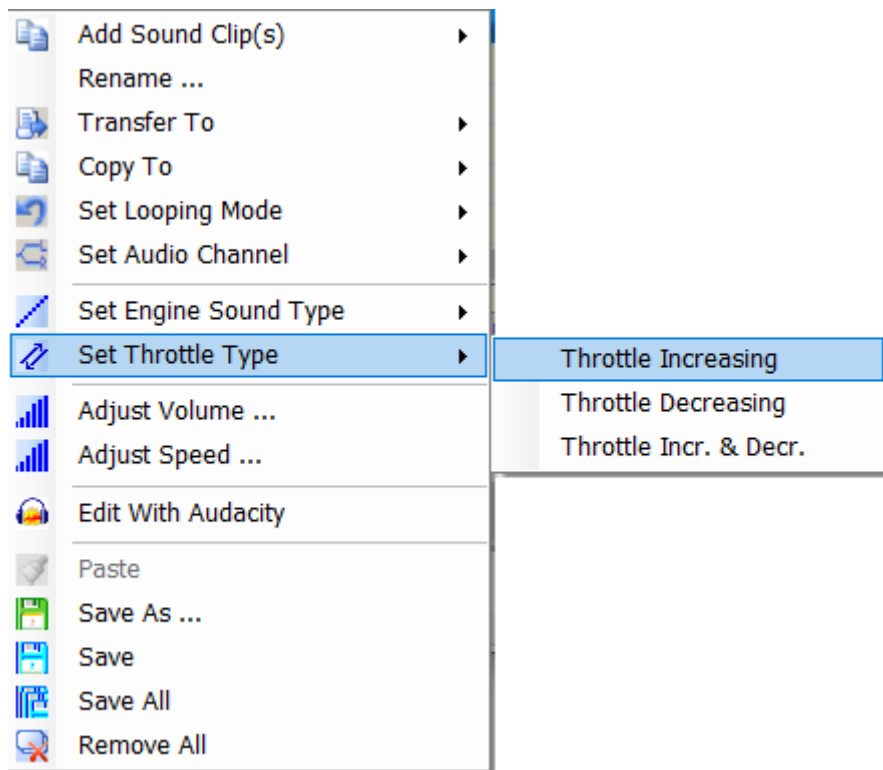 Add Sound Clip(s)
Rename ...
Transfer To
Copy To
Set Looping Mode
Set Audio Channel
Set Engine Sound Type
Set Throttle Type
Throttle Increasing
Throttle Decreasing
Throttle Incr. & Decr.
Adjust Volume ...
Adjust Speed ...
Edit With Audacity
Paste
Save As ...
Save
Save All
Remove All